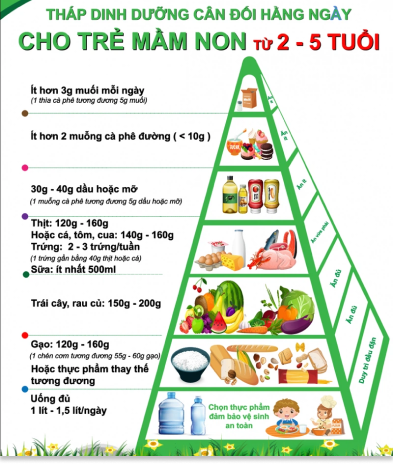 THÁP DINH DƯỠNG CÂN ĐỐI HÀNG NGÀY
CHO TRẺ MẦM NON TỪ 2 - 5 TUỔI
Ít hơn 3g muối mỗi ngày
(1 thìa cà phê tương đương 5g muối)
Ít hơn 2 muỗng cà phê đường ( < 10g )
30g - 40g dầu hoặc mỡ
(1 muỗng cà phê tương đương 5g dầu hoặc mỡ)
Thịt: 120g - 160g
Hoặc cá, tôm, cua: 140g - 160g
Trứng: 2 - 3 trứng/tuần
(1 trứng gần bằng 40g thịt hoặc cá)
Sữa: ít nhất 500ml
Trái cây, rau củ: 150g - 200g
Gạo: 120g - 160g
(1 chén cơm tương đương 55g - 60g gạo)
Hoặc thực phẩm thay thế
tương đương
Uống đủ
1 lít - 1,5 lít/ngày
Chọn thực phẩm
đảm bảo vệ sinh
an toàn
Ăn ít
Ăn ít
Ăn vừa phải
Ăn đủ
Ăn đủ
Duy trì đều đặn